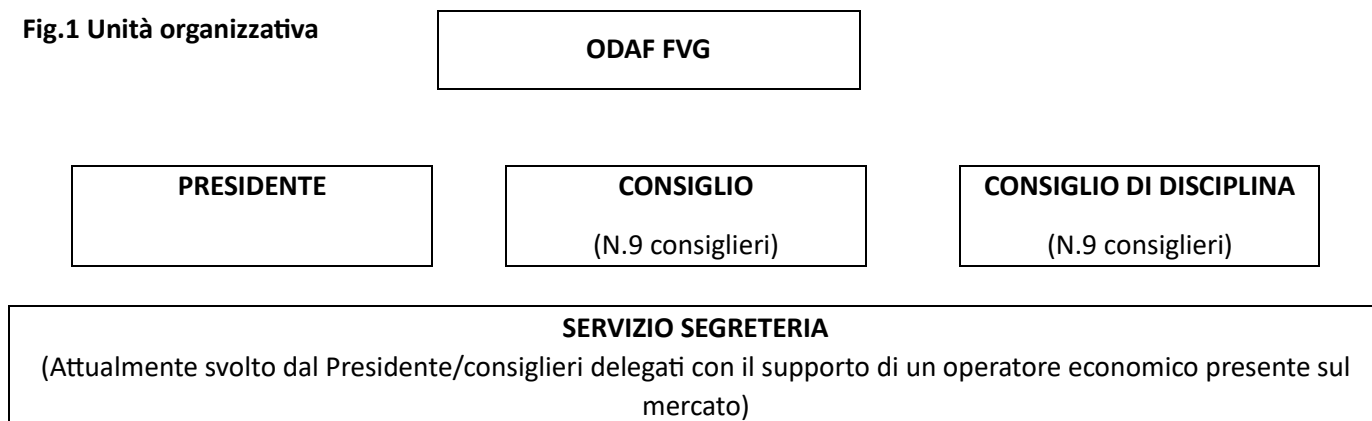 Fig.1 Unità organizzativa
ODAF FVG
PRESIDENTE
CONSIGLIO
(N.9 consiglieri)
CONSIGLIO DI DISCIPLINA
(N.9 consiglieri)
SERVIZIO SEGRETERIA
(Attualmente svolto dal Presidente/consiglieri delegati con il supporto di un operatore economico presente sul
mercato)